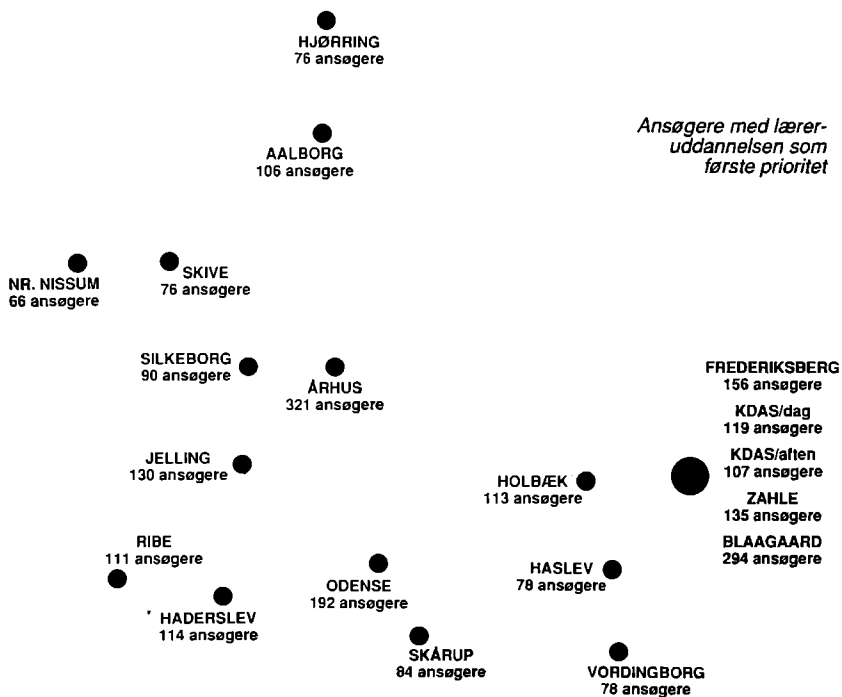 HJØRRING
76 ansøgere
AALBORG
106 ansøgere
Ansøgere med lærer-
uddannelsen som
første prioritet
NR. NISSUM
66 ansøgere
SKIVE
76 ansøgere
SILKEBORG
90 ansøgere
ÅRHUS
321 ansøgere
FREDERIKSBERG
156 ansøgere
KDAS/dag
119 ansøgere
KDAS/aften
107 ansøgere
ZAHLE
135 ansøgere
BLAAGAARD
294 ansøgere
JELLING
130 ansøgere
HOLBÆK
113 ansøgere
RIBE
111 ansøgere
HADERSLEV
114 ansøgere
ODENSE
192 ansøgere
HASLEV
78 ansøgere
SKÅRUP
84 ansøgere
VORDINGBORG
78 ansøgere